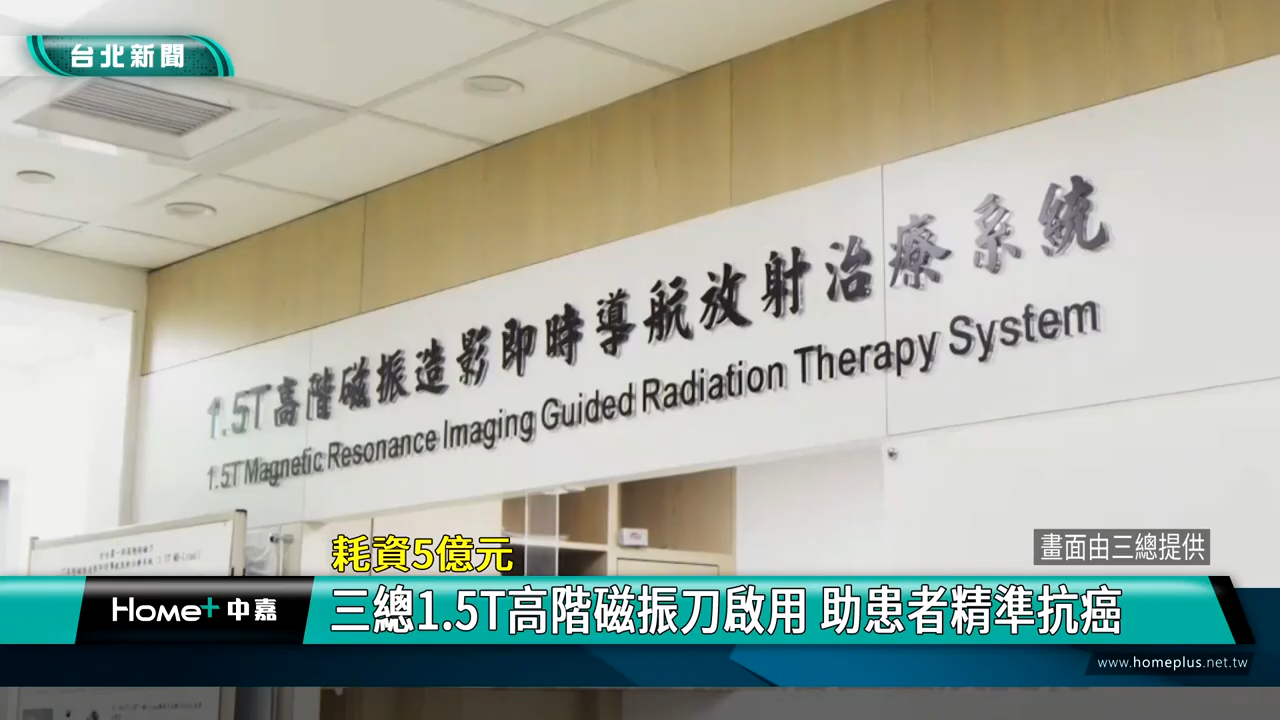 台北新聞
1.5T高階磁振造影即時導航放射治療系統
1.5T Magnetic Resonance Imaging Guided Radiation Therapy System
耗資5億元
畫面由三總提供
Home+中嘉
三總1.5T高階磁振刀啟用 助患者精準抗癌
www.homeplus.net.tw